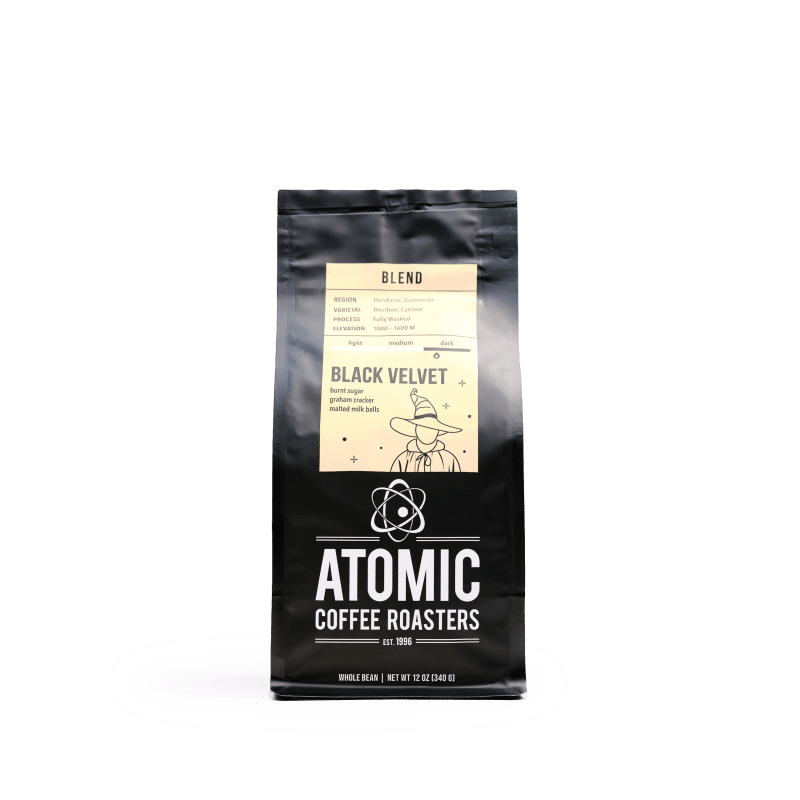 BLEND
REGION Honduras, Guatemala
VARIETAL Bourbon, Catimor
PROCESS Fully Washed
ELEVATION 1000 - 1600 M
light medium dark
BLACK VELVET
burnt sugar
graham cracker
malted milk balls
ATOMIC
COFFEE ROASTERS
EST. 1996
WHOLE BEAN | NET WT 12 OZ (340 G)